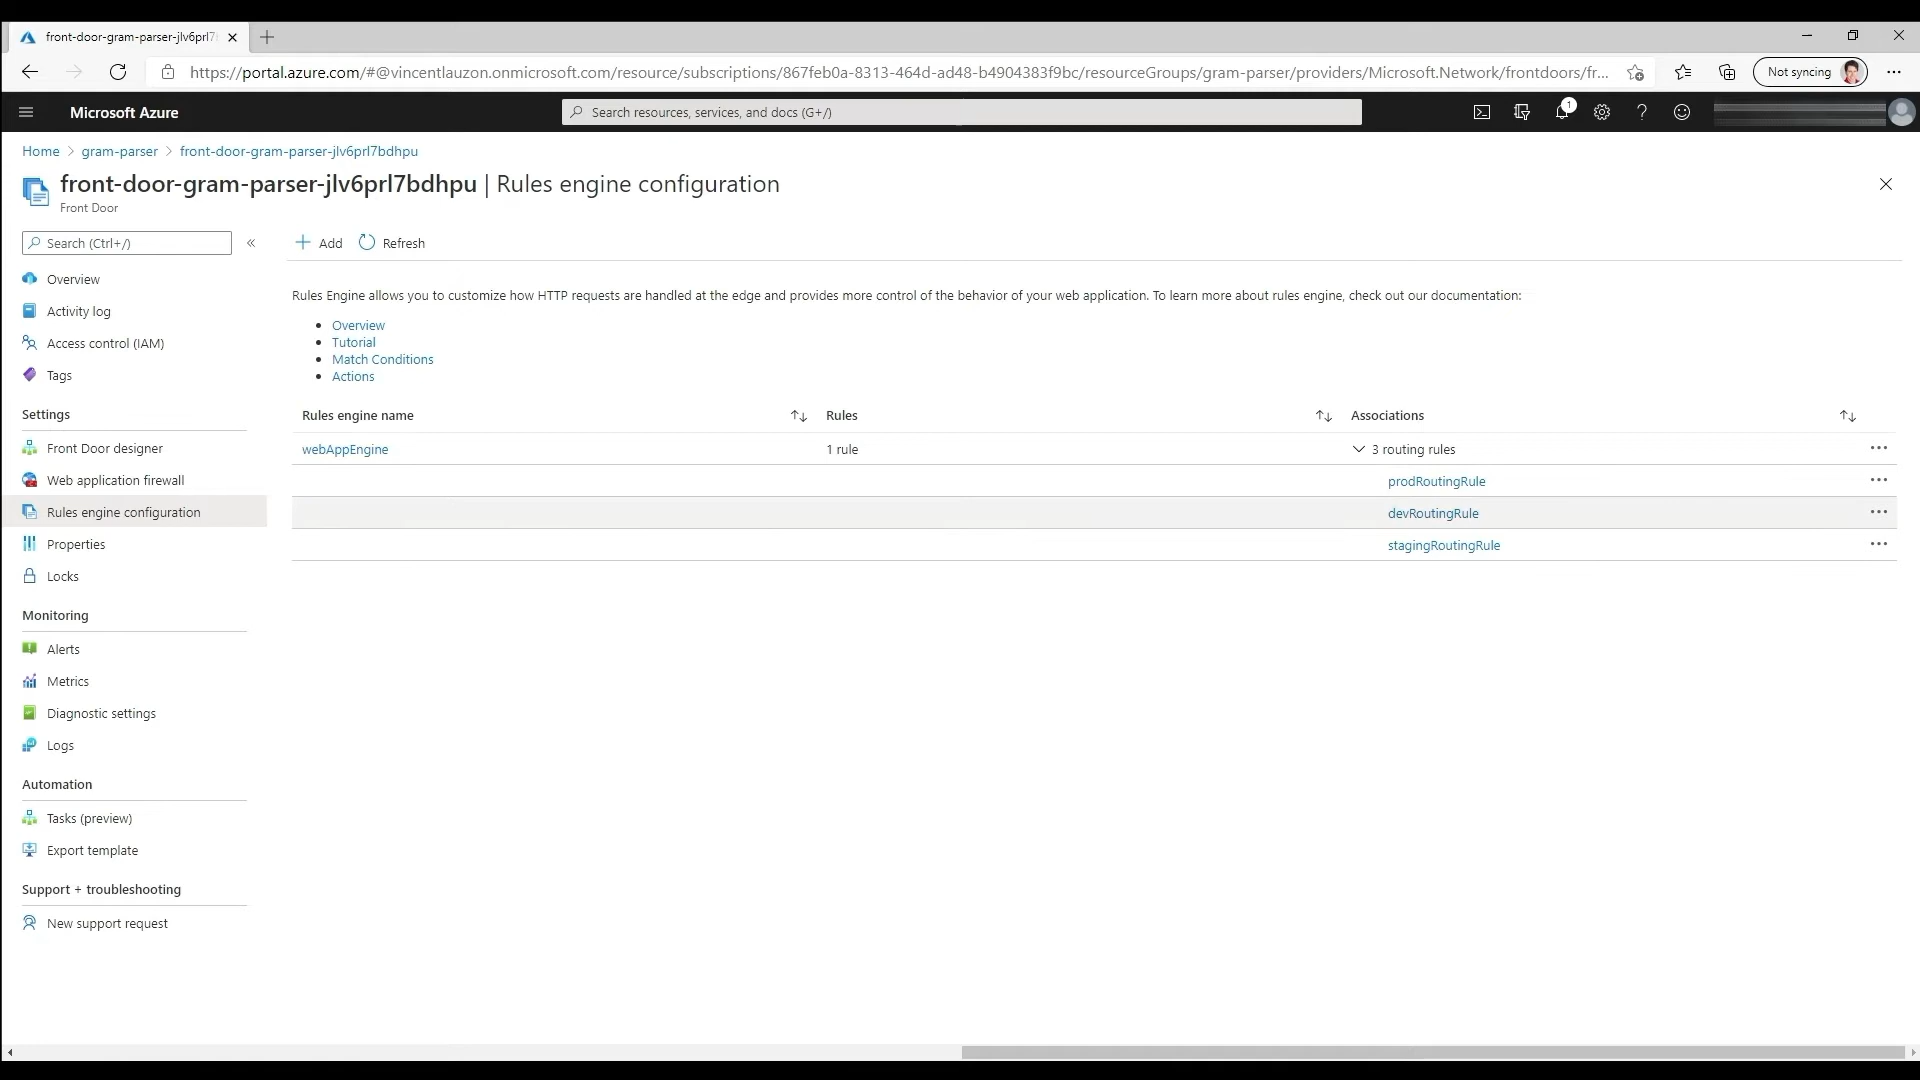 front-door-gram-parser-jlv6prl7
https://portal.azure.com/#@vincentlauzon.onmicrosoft.com/resource/subscriptions/867feb0a-8313-464d-ad48-b4904383f9bc/resourceGroups/gram-parser/providers/Microsoft.Network/frontdoors/fr...
Not syncing
Microsoft Azure
Search resources, services, and docs (G+/)
1
Home > gram-parser > front-door-gram-parser-jlv6prl7bdhpu
front-door-gram-parser-jlv6prl7bdhpu | Rules engine configuration
Front Door
Search (Ctrl+/)
Add
Refresh
Overview
Activity log
Access control (IAM)
Tags
Settings
Front Door designer
Web application firewall
Rules engine configuration
Properties
Locks
Monitoring
Alerts
Metrics
Diagnostic settings
Logs
Automation
Tasks (preview)
Export template
Support + troubleshooting
New support request
Rules Engine allows you to customize how HTTP requests are handled at the edge and provides more control of the behavior of your web application. To learn more about rules engine, check out our documentation:
• Overview
• Tutorial
• Match Conditions
• Actions
Rules engine name Rules Associations
webAppEngine 1 rule 3 routing rules
prodRoutingRule
devRoutingRule
stagingRoutingRule